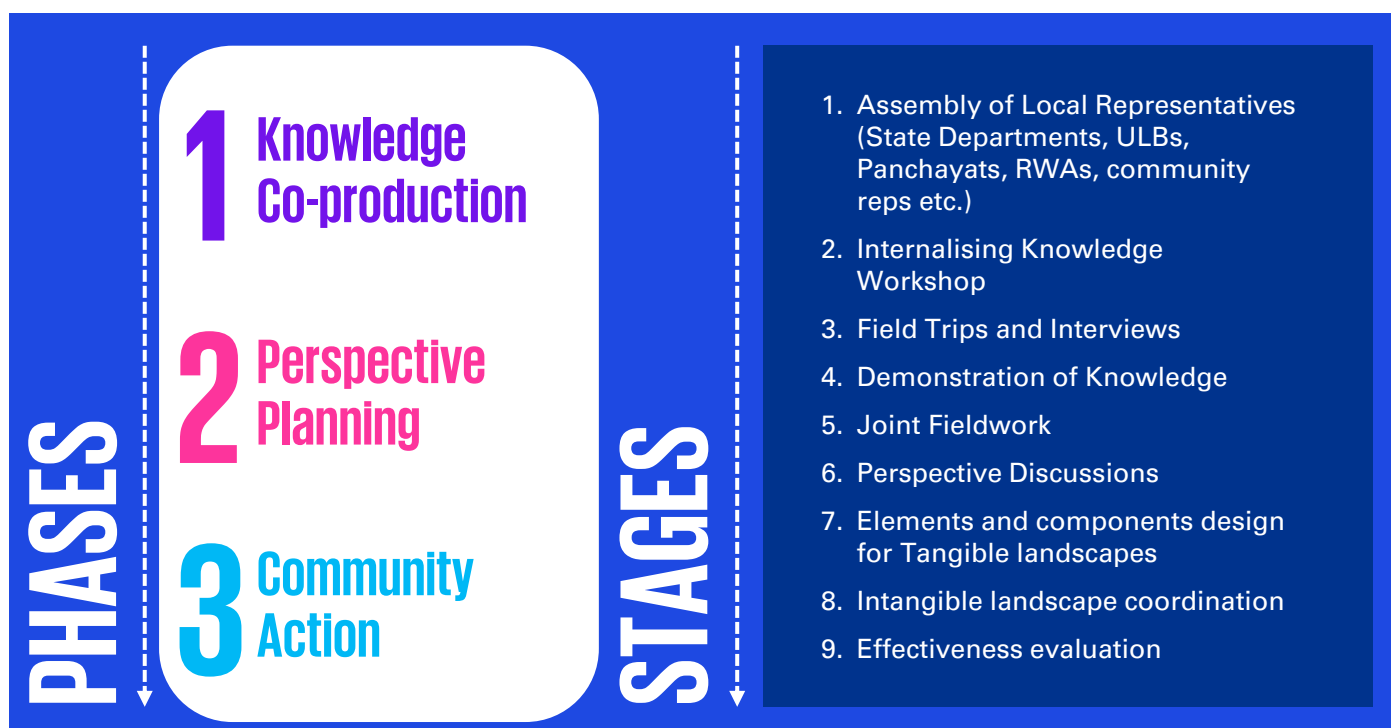 PHASES
1 Knowledge
Co-production
2 Perspective
Planning
3 Community
Action
STAGES
1. Assembly of Local Representatives
(State Departments, ULBs,
Panchayats, RWAs, community
reps etc.)
2. Internalising Knowledge
Workshop
3. Field Trips and Interviews
4. Demonstration of Knowledge
5. Joint Fieldwork
6. Perspective Discussions
7. Elements and components design
for Tangible landscapes
8. Intangible landscape coordination
9. Effectiveness evaluation